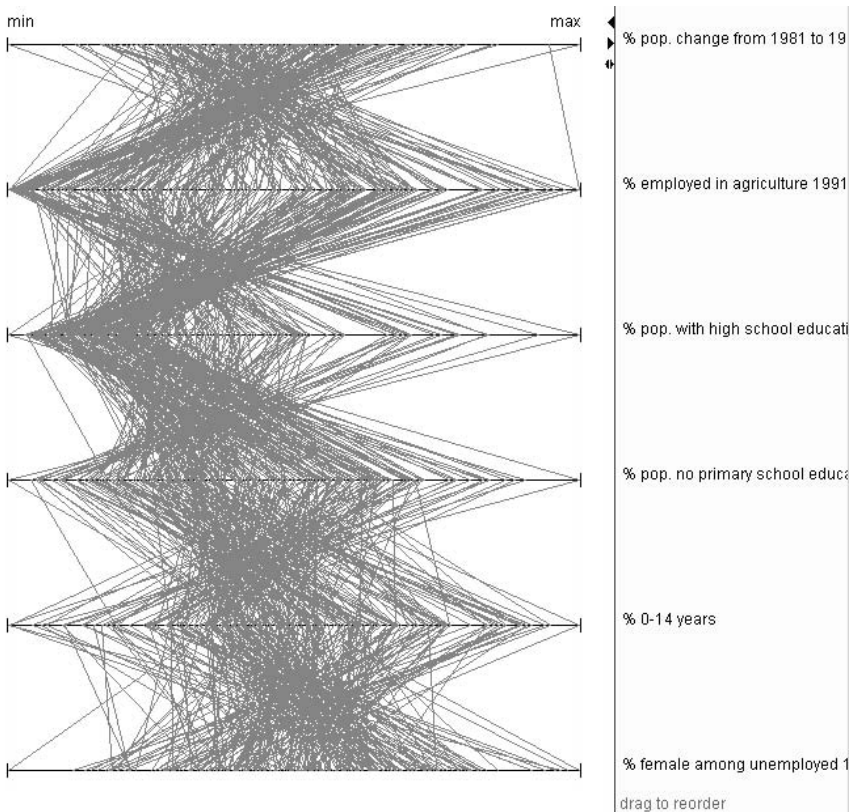 min max
% pop. change from 1981 to 19
% employed in agriculture 1991
% pop. with high school educati
% pop. no primary school educa
% 0-14 years
% female among unemployed 1
drag to reorder